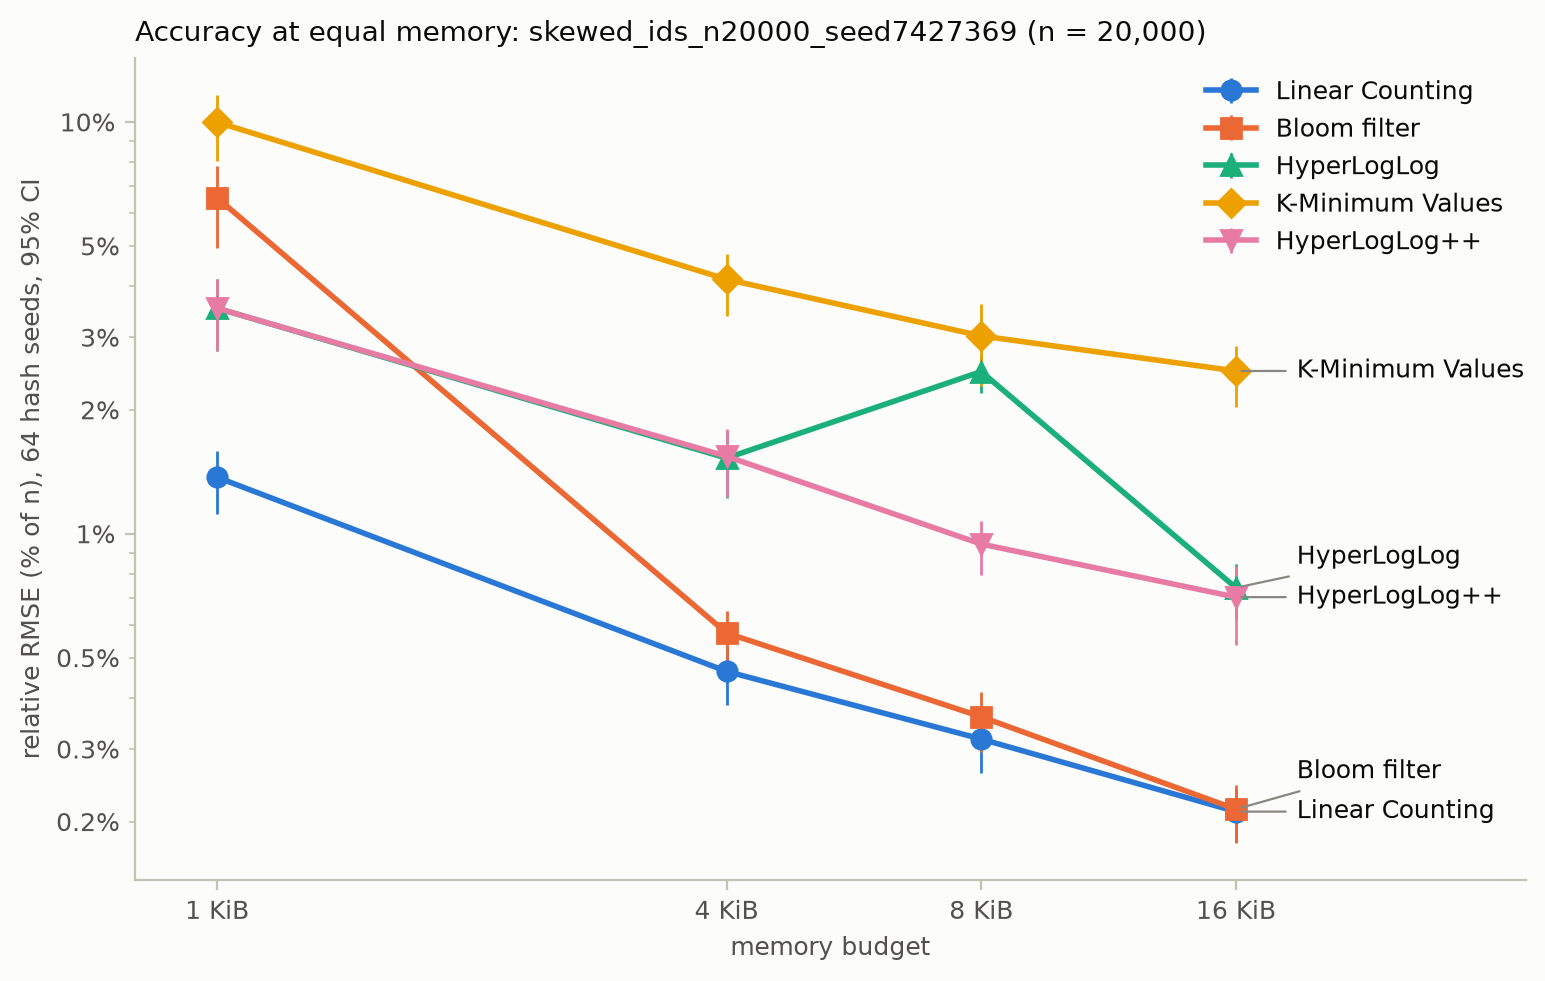 Accuracy at equal memory: skewed_ids_n20000_seed7427369 (n = 20,000)
Linear Counting
Bloom filter
HyperLogLog
K-Minimum Values
HyperLogLog++
relative RMSE (% of n), 64 hash seeds, 95% CI
10%
5%
3%
2%
1%
0.5%
0.3%
0.2%
K-Minimum Values
HyperLogLog
HyperLogLog++
Bloom filter
Linear Counting
1 KiB
4 KiB
8 KiB
16 KiB
memory budget